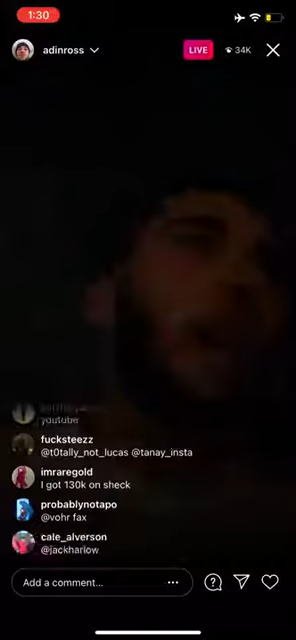 1:30
adinross
LIVE
34K
youtuber
fucksteezz
@t0tally_not_lucas @tanay_insta
imraregold
I got 130k on sheck
probablynotapo
@vohr fax
cale_alverson
@jackharlow
Add a comment...